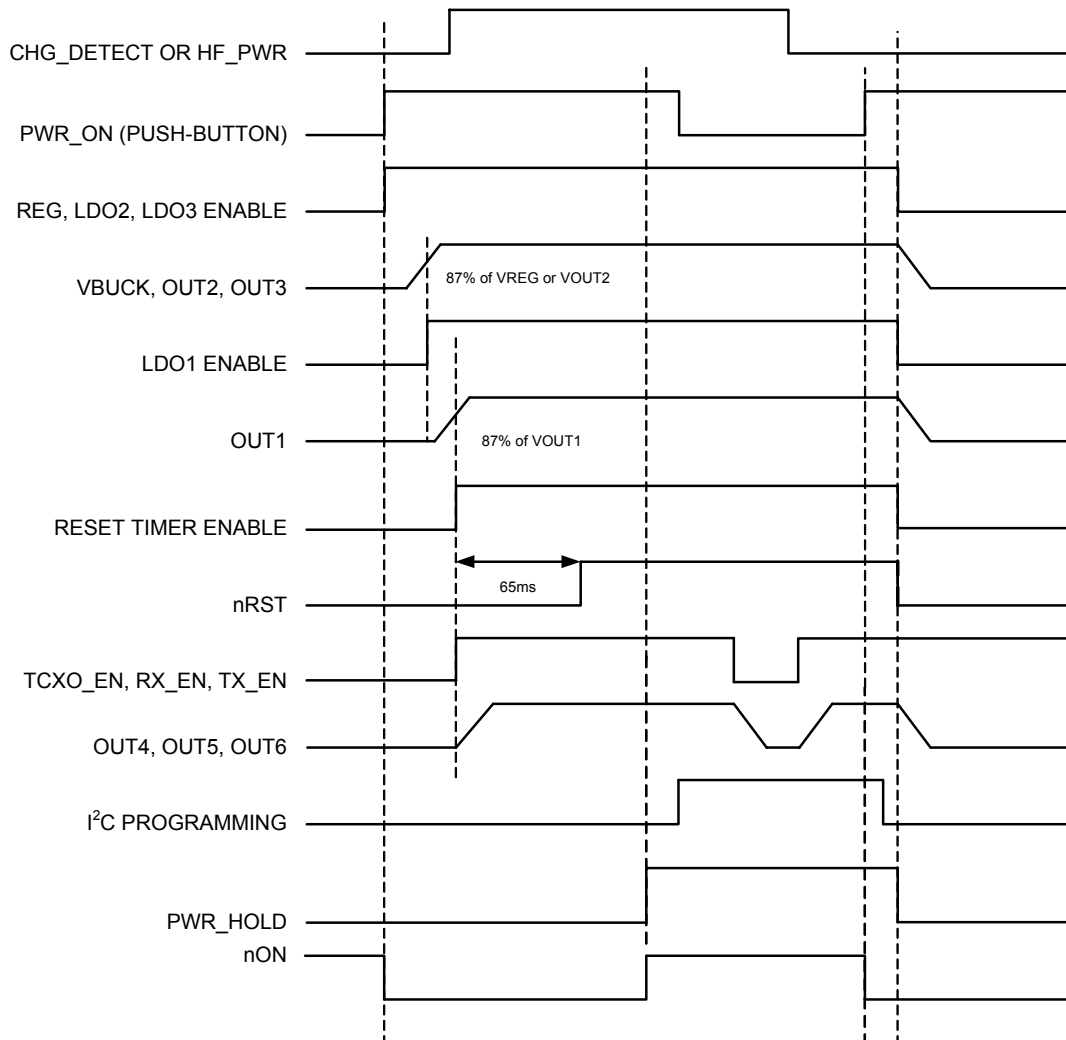 CHG_DETECT OR HF_PWR
PWR_ON (PUSH-BUTTON)
REG, LDO2, LDO3 ENABLE
VBUCK, OUT2, OUT3
87% of VREG or VOUT2
LDO1 ENABLE
OUT1
87% of VOUT1
RESET TIMER ENABLE
65ms
nRST
TCXO_EN, RX_EN, TX_EN
OUT4, OUT5, OUT6
I²C PROGRAMMING
PWR_HOLD
nON